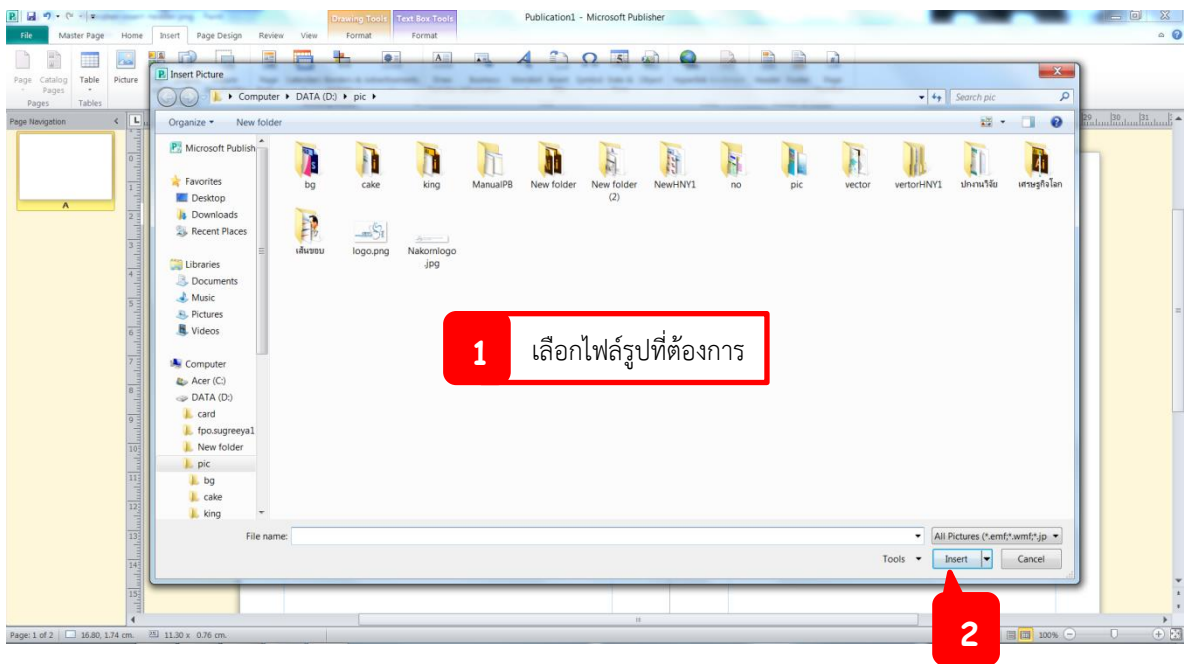 Drawing Tools Text Box Tools Publication1 - Microsoft Publisher
File Master Page Home Insert Page Design Review View Format Format
Page Catalog Pages Table Picture
Pages Tables
Insert Picture
Computer DATA (D:) pic Search pic
Organize New folder
Page Navigation
A
Microsoft Publish
Favorites
Desktop
Downloads
Recent Places
Libraries
Documents
Music
Pictures
Videos
Computer
Acer (C:)
DATA (D:)
card
fpo.sugreeya1
New folder
pic
bg
cake
king
bg cake king ManualPB New folder New folder (2) NewHNY1 no pic vector vertorHNY1 ปกงานวิจัย เศรษฐกิจโลก
เส้นขอบ logo.png Nakornlogo.jpg
1 เลือกไฟล์รูปที่ต้องการ
File name: All Pictures (*.emf;*.wmf;*.jp
Tools Insert Cancel
2
Page: 1 of 2 16.80, 1.74 cm. 11.30 x 0.76 cm. 100%